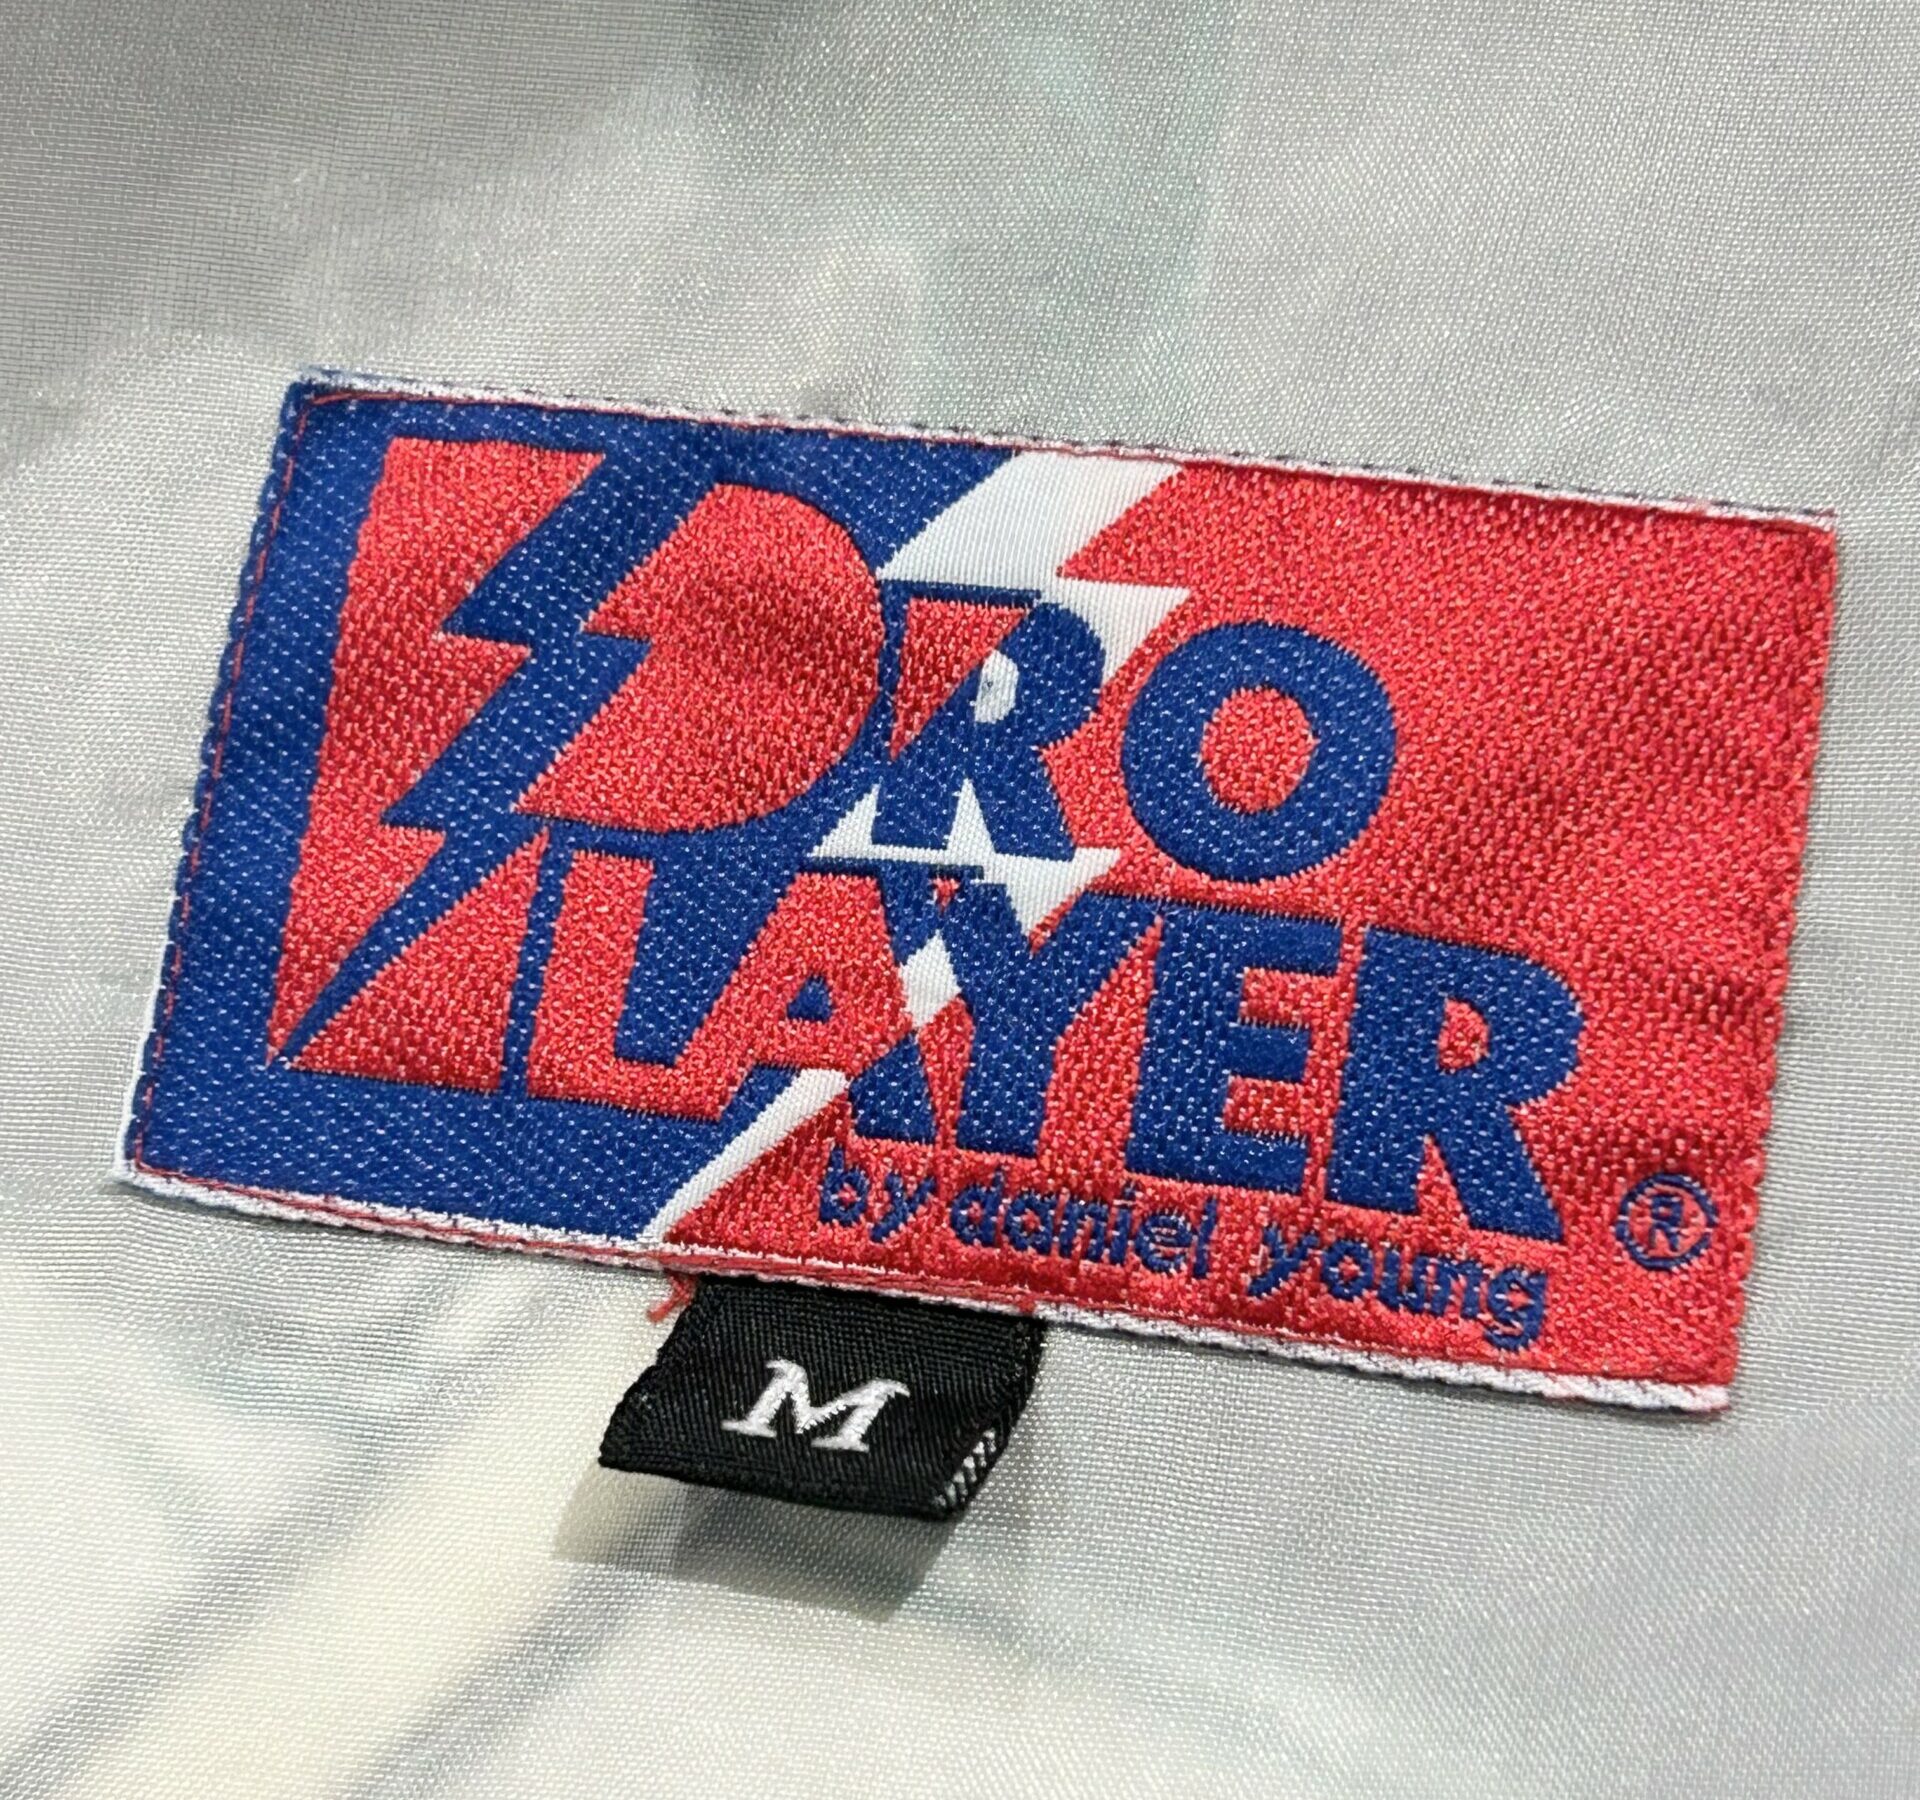 PRO
PLAYER
by daniel young ®
M